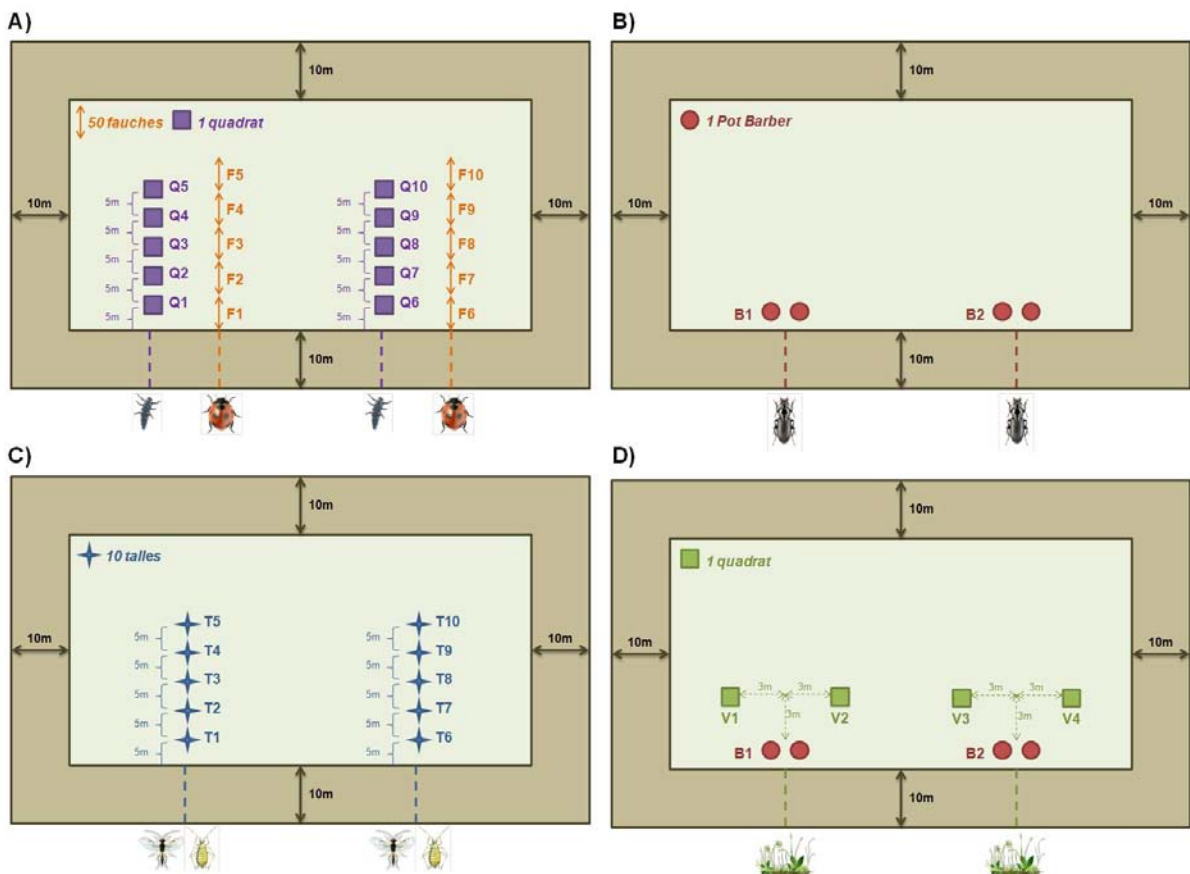 A)
10m
50 fauches 1 quadrat
F5 F10
Q5 Q10
5m 5m
F4 F9
10m 10m
Q4 Q9
5m 5m
Q3 F3 Q8 F8
5m 5m
Q2 F2 Q7 F7
5m 5m
Q1 F1 Q6 F6
5m 5m
10m
B)
10m
1 Pot Barber
10m 10m
B1 B2
10m
C)
10m
10 talles
T5 T10
5m 5m
10m T4 T9 10m
5m 5m
T3 T8
5m 5m
T2 T7
5m 5m
T1 T6
5m 5m
10m
D)
10m
1 quadrat
10m 10m
3m 3m 3m 3m
V1 3m V2 V3 3m V4
B1 B2
10m